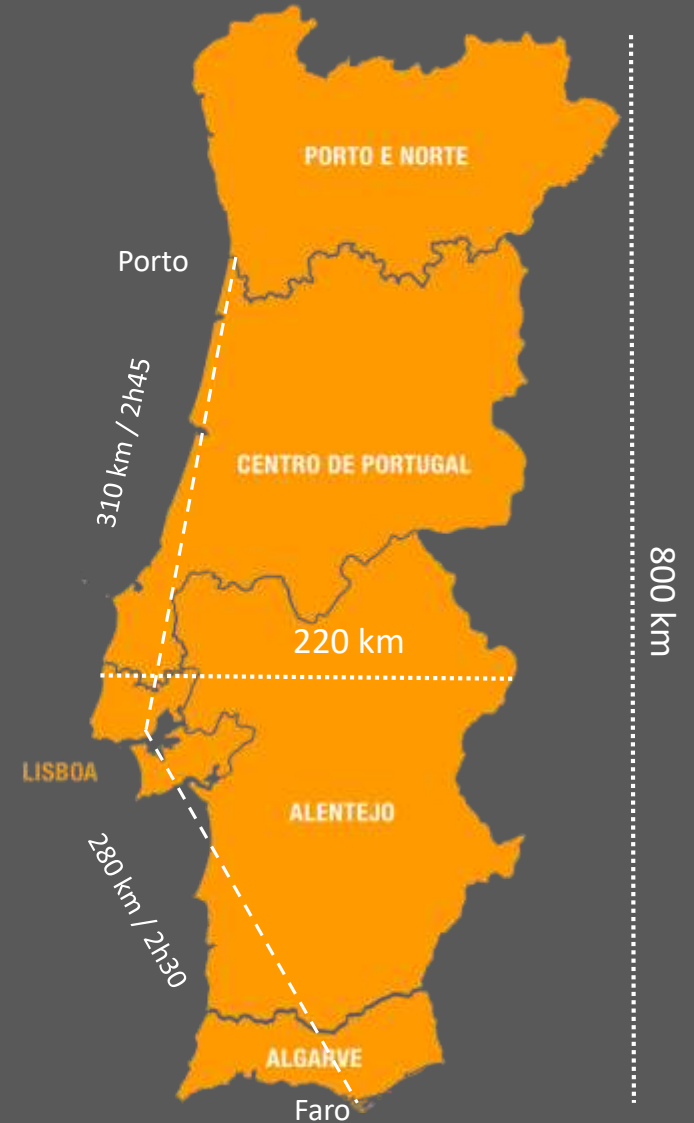 PORTO E NORTE
Porto
310 km / 2h45
CENTRO DE PORTUGAL
800 km
220 km
LISBOA
ALENTEJO
280 km / 2h30
ALGARVE
Faro